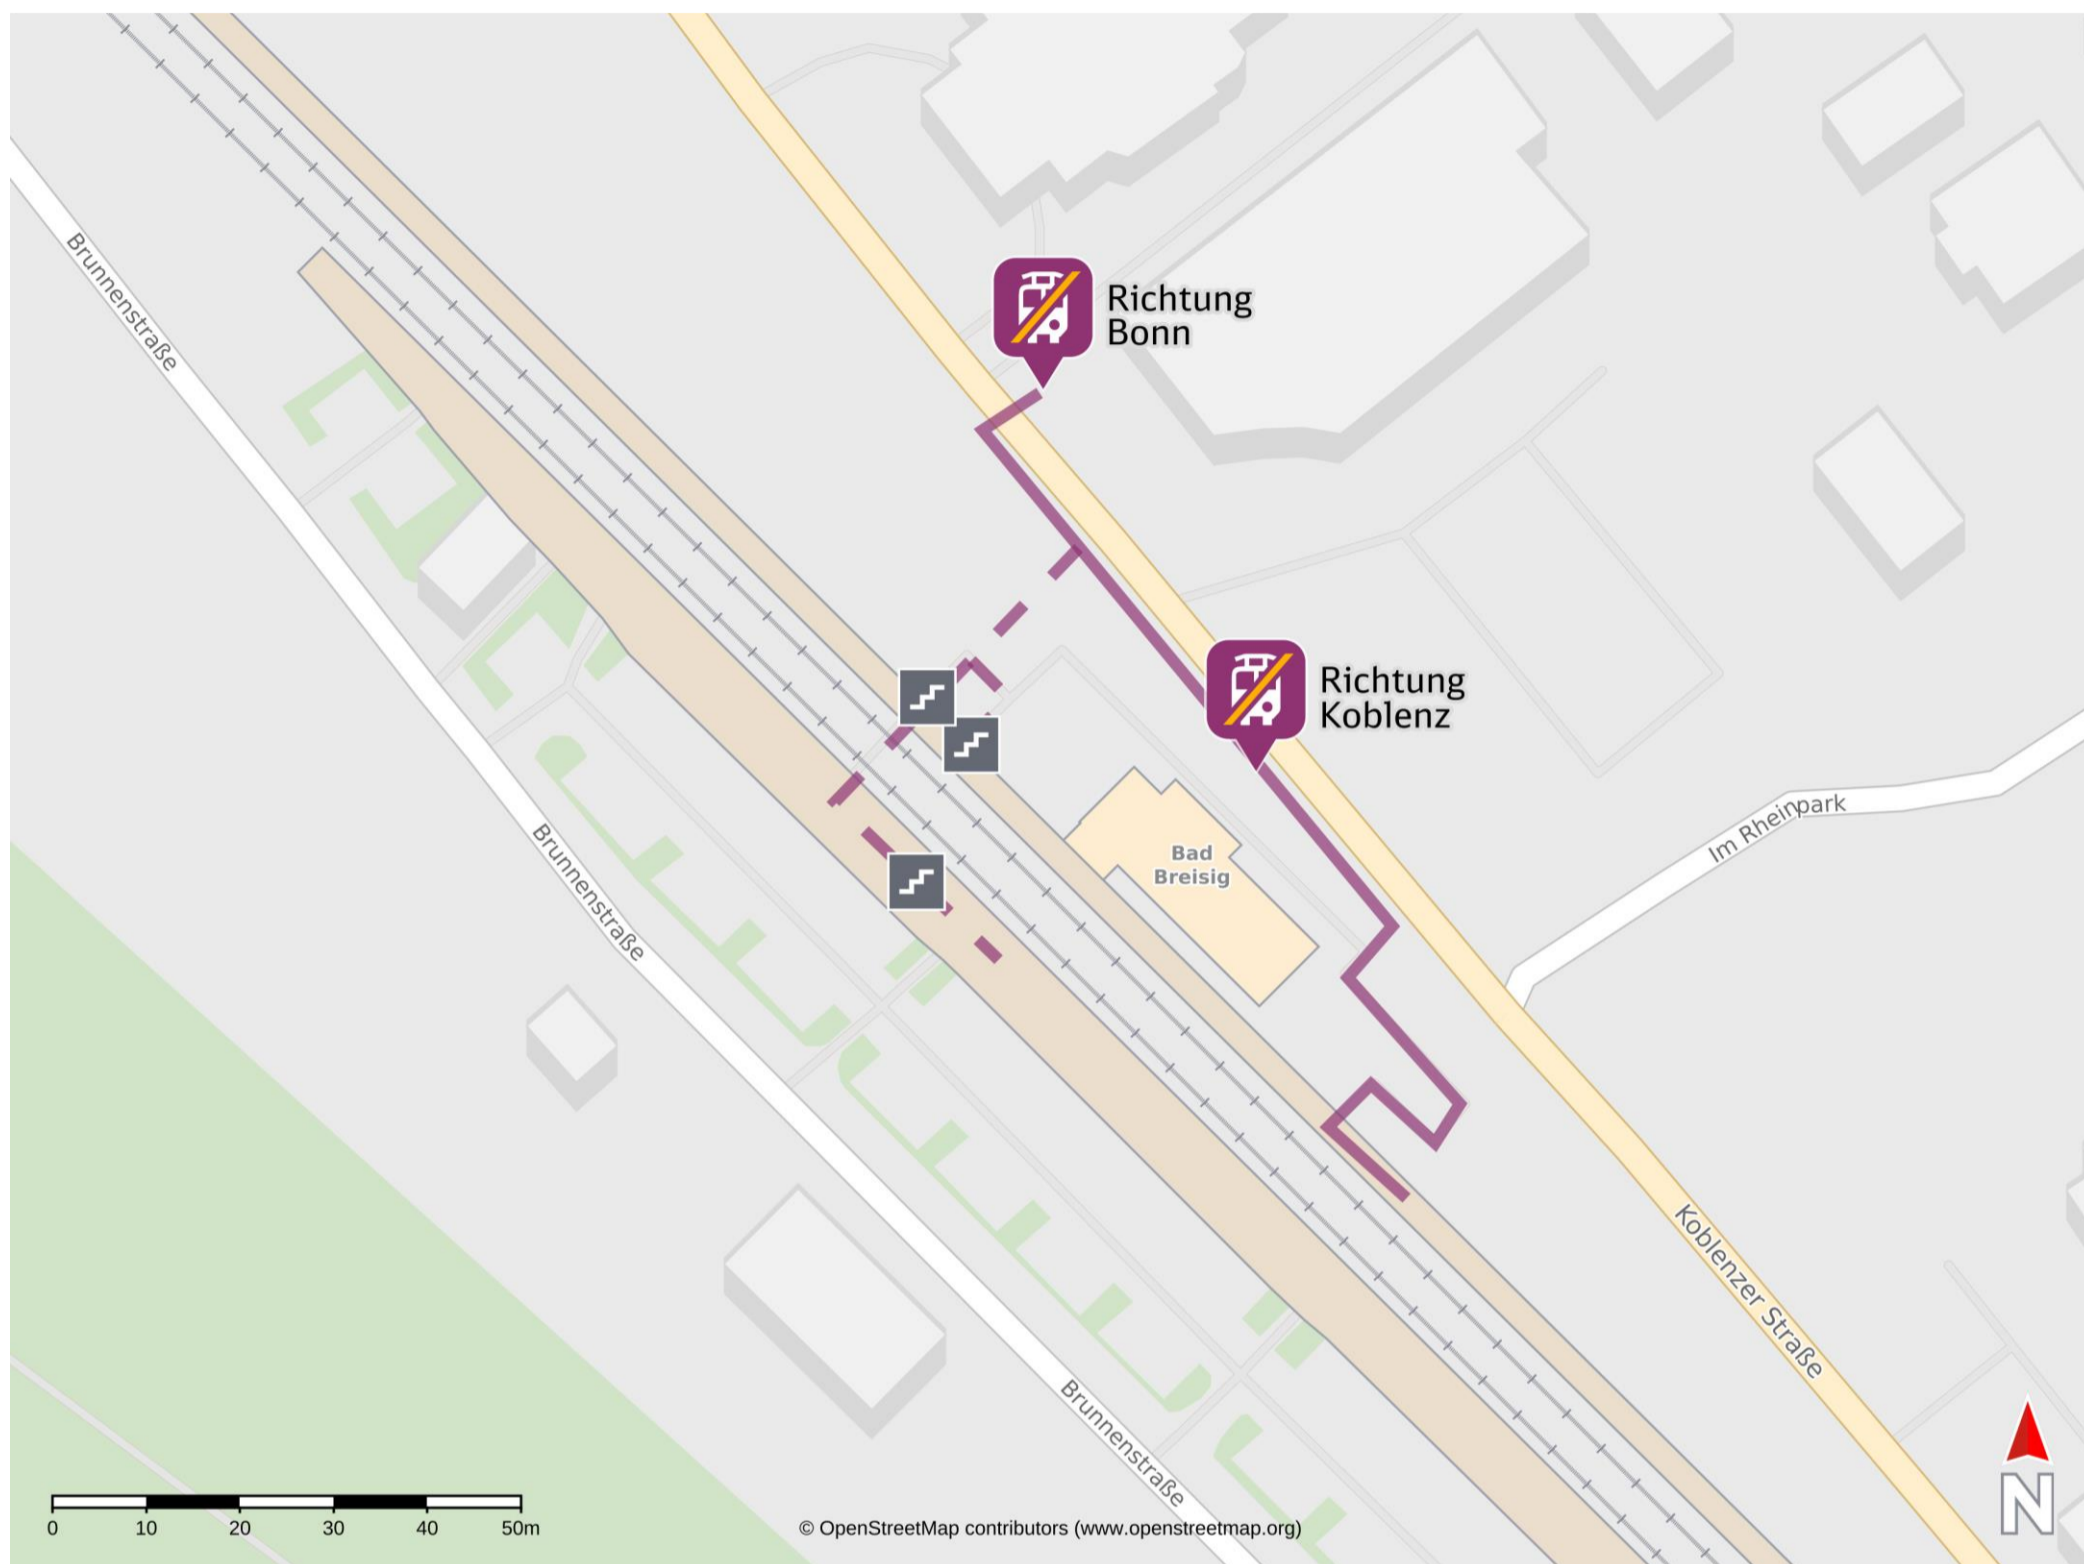 Brunnenstraße
Richtung
Bonn
Richtung
Koblenz
Im Rheinpark
Brunnenstraße
Bad
Breisig
Koblenzer Straße
Brunnenstraße
0 10 20 30 40 50m
© OpenStreetMap contributors (www.openstreetmap.org)
N